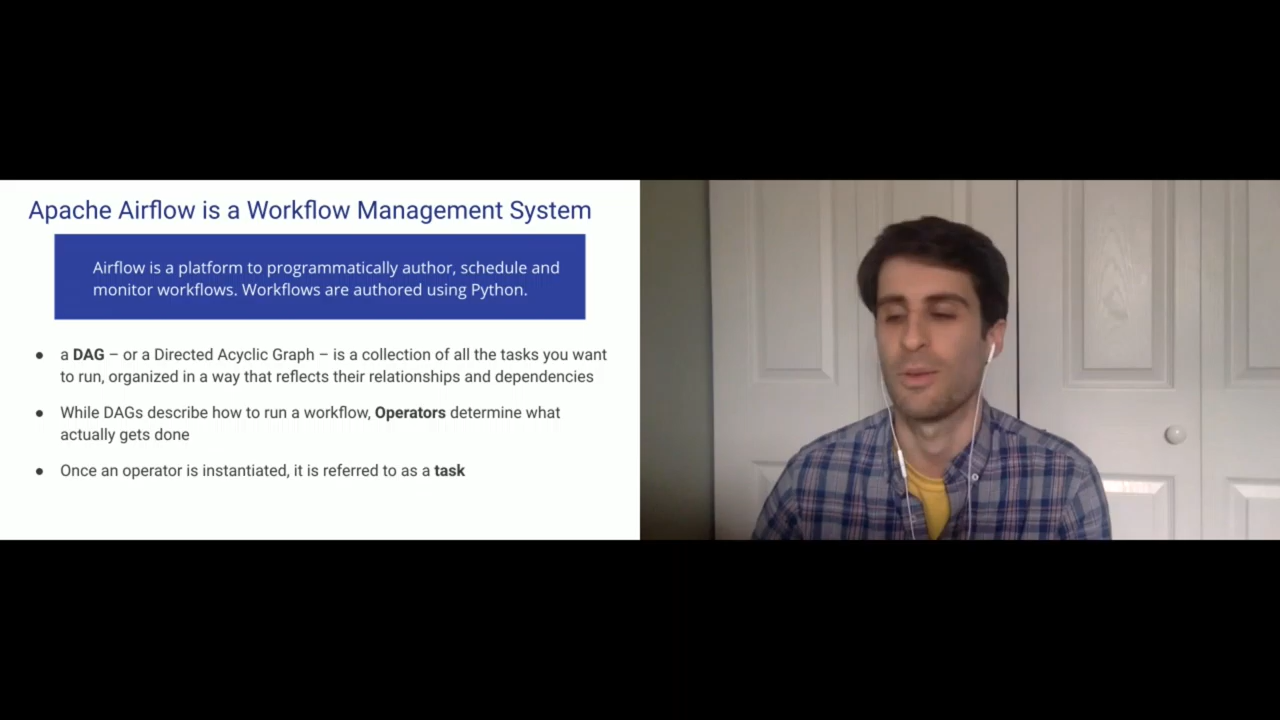 Apache Airflow is a Workflow Management System
Airflow is a platform to programmatically author, schedule and
monitor workflows. Workflows are authored using Python.
● a DAG – or a Directed Acyclic Graph – is a collection of all the tasks you want
to run, organized in a way that reflects their relationships and dependencies
● While DAGs describe how to run a workflow, Operators determine what
actually gets done
● Once an operator is instantiated, it is referred to as a task